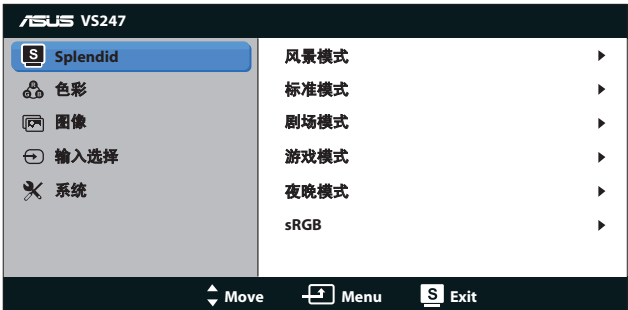 ASUS VS247
S Splendid
色彩
图像
输入选择
系统
风景模式
标准模式
剧场模式
游戏模式
夜晚模式
sRGB
Move Menu S Exit